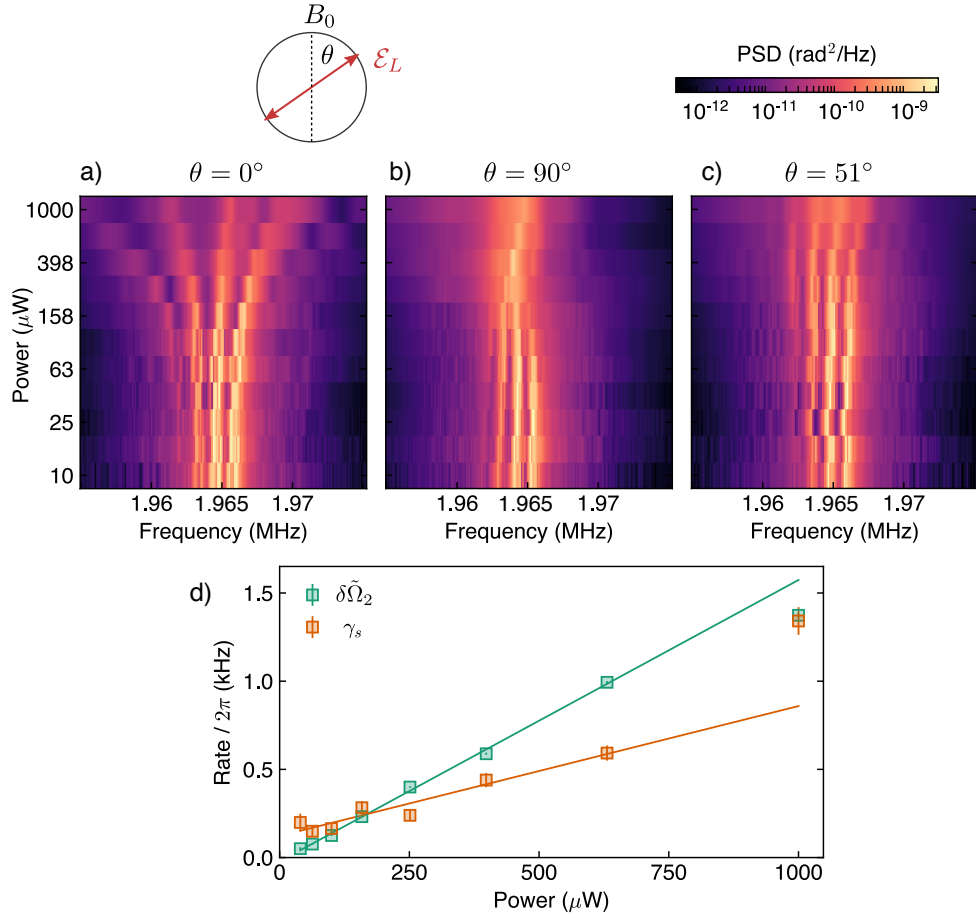 B₀
θ
ℰ_L
PSD (rad²/Hz)
10⁻¹² 10⁻¹¹ 10⁻¹⁰ 10⁻⁹
a) θ = 0°
b) θ = 90°
c) θ = 51°
Power (μW)
1000
398
158
63
25
10
1.96 1.965 1.97
1.96 1.965 1.97
1.96 1.965 1.97
Frequency (MHz)
Frequency (MHz)
Frequency (MHz)
d)
δΩ̃₂
γₛ
Rate / 2π (kHz)
1.5
1.0
0.5
0.0
0 250 500 750 1000
Power (μW)